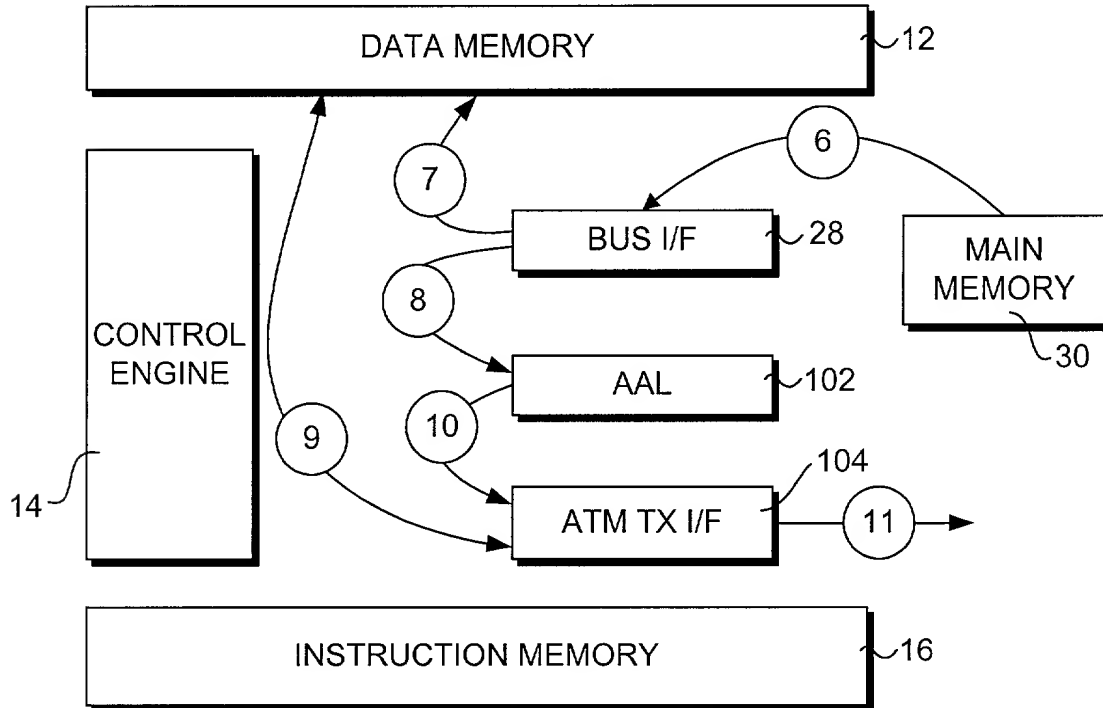 DATA MEMORY
12
6
7
BUS I/F
28
MAIN
MEMORY
30
8
CONTROL
ENGINE
14
AAL
102
10
9
104
ATM TX I/F
11
INSTRUCTION MEMORY
16